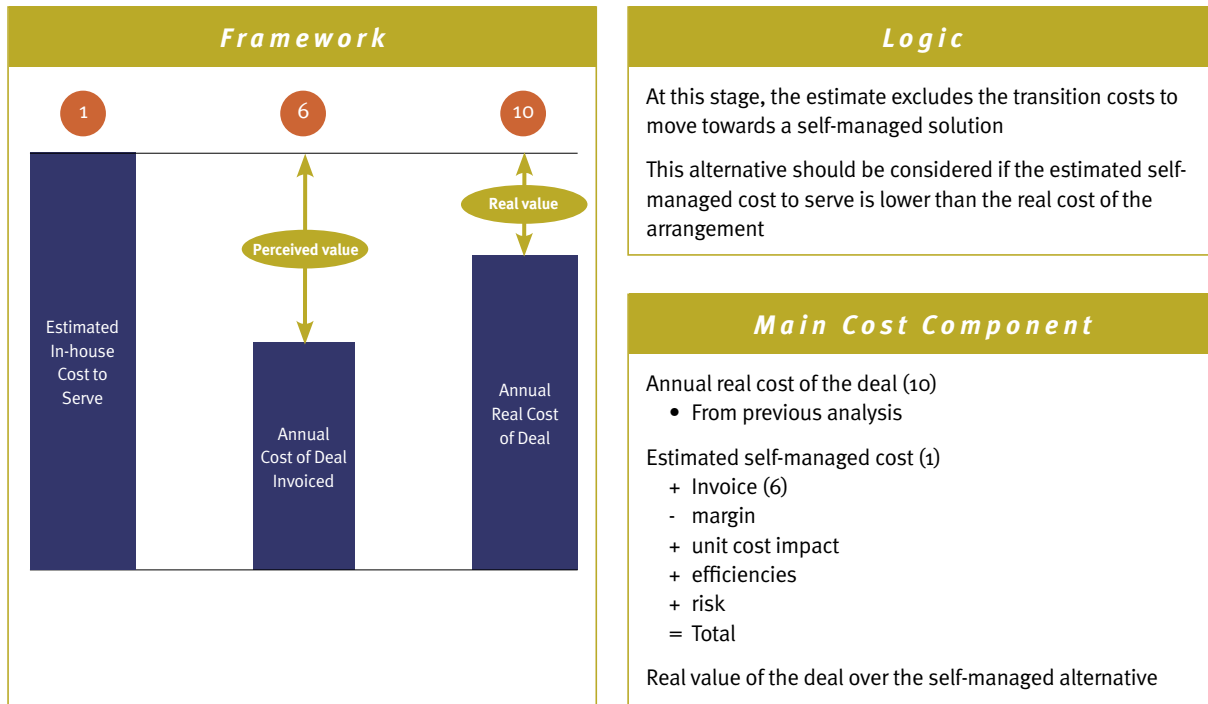 Framework
1
6
10
Perceived value
Real value
Estimated
In-house
Cost to
Serve
Annual
Cost of Deal
Invoiced
Annual
Real Cost
of Deal
Logic
At this stage, the estimate excludes the transition costs to
move towards a self-managed solution
This alternative should be considered if the estimated self-
managed cost to serve is lower than the real cost of the
arrangement
Main Cost Component
Annual real cost of the deal (10)
• From previous analysis
Estimated self-managed cost (1)
+ Invoice (6)
- margin
+ unit cost impact
+ efficiencies
+ risk
= Total
Real value of the deal over the self-managed alternative